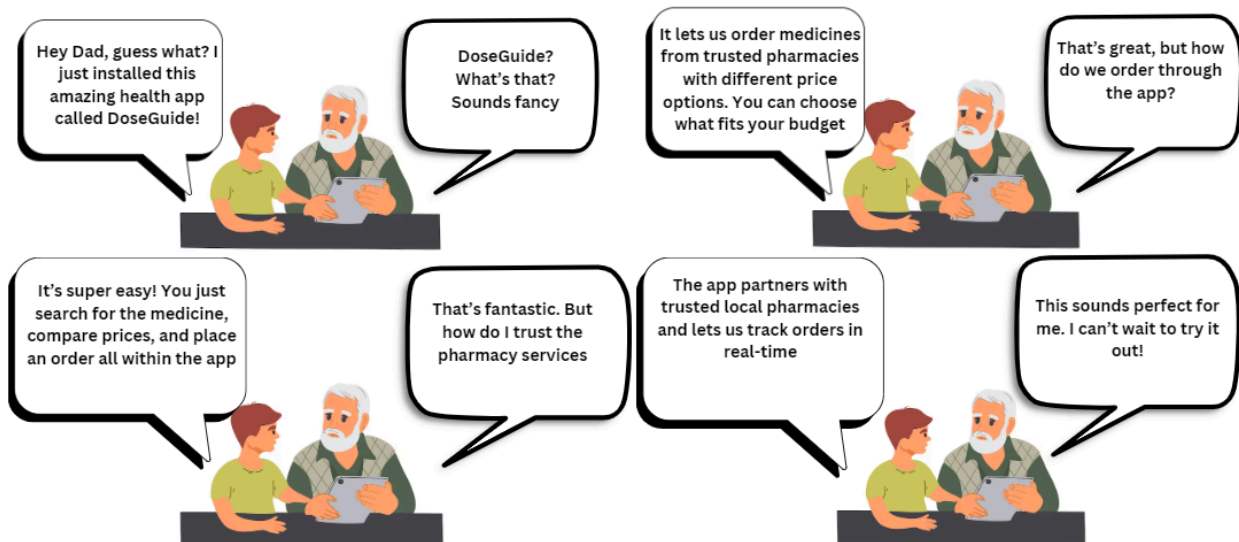 Hey Dad, guess what? I
just installed this
amazing health app
called DoseGuide!
DoseGuide?
What's that?
Sounds fancy
It lets us order medicines
from trusted pharmacies
with different price
options. You can choose
what fits your budget
That's great, but how
do we order through
the app?
It's super easy! You just
search for the medicine,
compare prices, and place
an order all within the app
That's fantastic. But
how do I trust the
pharmacy services
The app partners with
trusted local pharmacies
and lets us track orders in
real-time
This sounds perfect for
me. I can't wait to try it
out!